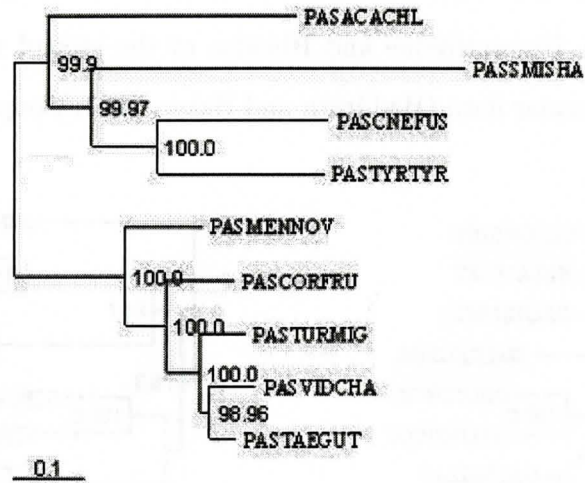 PASACACHL
99.9
PASSMISHA
99.97
PASCNEFUS
100.0
PASTYRTYR
PASMENNOV
100.0
PASCORFRU
100.0
PASTURMIG
100.0
PASVIDCHA
98.96
PASTAEGUT
0.1